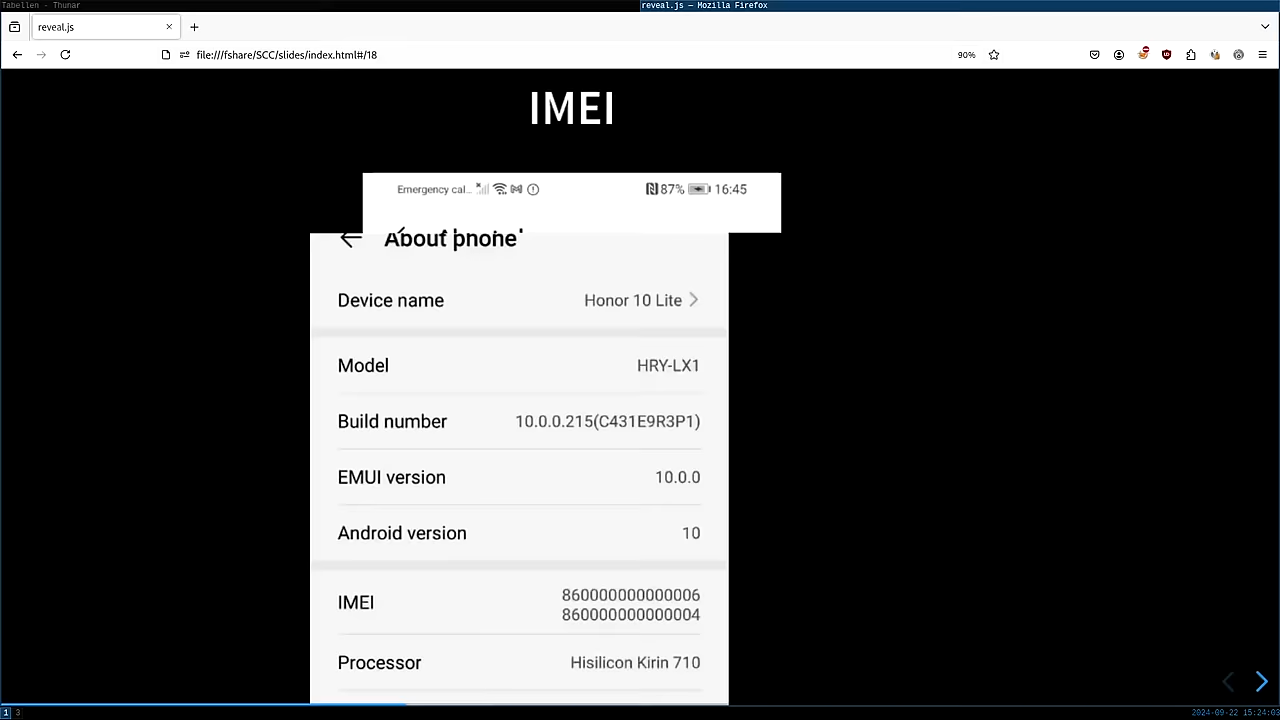 Tabellen - Thunar
reveal.js — Mozilla Firefox
reveal.js
file:///fshare/SCC/slides/index.html#/18
90%
IMEI
Emergency cal...
87%
16:45
About phone
Device name
Honor 10 Lite
Model
HRY-LX1
Build number
10.0.0.215(C431E9R3P1)
EMUI version
10.0.0
Android version
10
IMEI
860000000000006
860000000000004
Processor
Hisilicon Kirin 710
1 3
2024-09-22 15:24:03